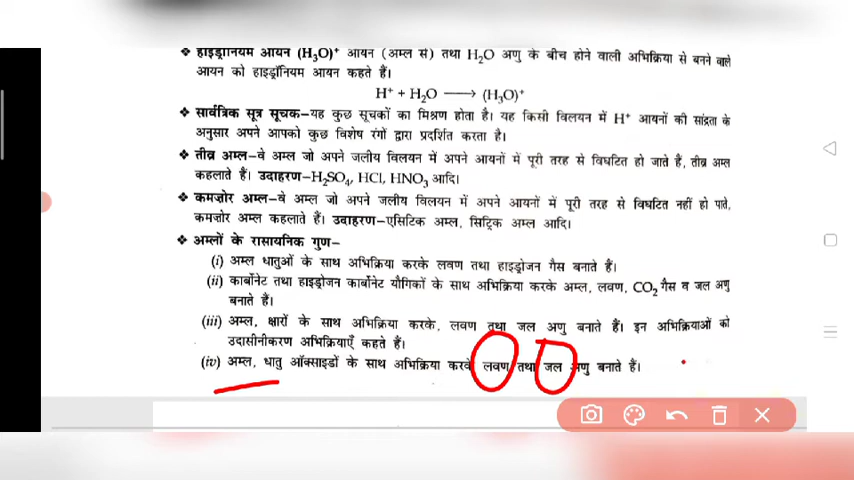 ❖ हाइड्रोनियम आयन (H₃O)⁺ आयन (अम्ल से) तथा H₂O अणु के बीच होने वाली अभिक्रिया से बनने वाले
आयन को हाइड्रॉनियम आयन कहते हैं।
H⁺ + H₂O ⟶ (H₃O)⁺
❖ सार्वत्रिक सूत्र सूचक–यह कुछ सूचकों का मिश्रण होता है। यह किसी विलयन में H⁺ आयनों की सांद्रता के
अनुसार अपने आपको कुछ विशेष रंगों द्वारा प्रदर्शित करता है।
❖ तीव्र अम्ल–वे अम्ल जो अपने जलीय विलयन में अपने आयनों में पूरी तरह से विघटित हो जाते हैं, तीव्र अम्ल
कहलाते हैं। उदाहरण–H₂SO₄, HCl, HNO₃ आदि।
❖ कमज़ोर अम्ल–वे अम्ल जो अपने जलीय विलयन में अपने आयनों में पूरी तरह से विघटित नहीं हो पाते,
कमज़ोर अम्ल कहलाते हैं। उदाहरण–एसिटिक अम्ल, सिट्रिक अम्ल आदि।
❖ अम्लों के रासायनिक गुण–
(i) अम्ल धातुओं के साथ अभिक्रिया करके लवण तथा हाइड्रोजन गैस बनाते हैं।
(ii) कार्बोनेट तथा हाइड्रोजन कार्बोनेट यौगिकों के साथ अभिक्रिया करके अम्ल, लवण, CO₂ गैस व जल अणु
बनाते हैं।
(iii) अम्ल, क्षारों के साथ अभिक्रिया करके, लवण तथा जल अणु बनाते हैं। इन अभिक्रियाओं को
उदासीनीकरण अभिक्रियाएँ कहते हैं।
(iv) अम्ल, धातु ऑक्साइडों के साथ अभिक्रिया करके लवण तथा जल अणु बनाते हैं।